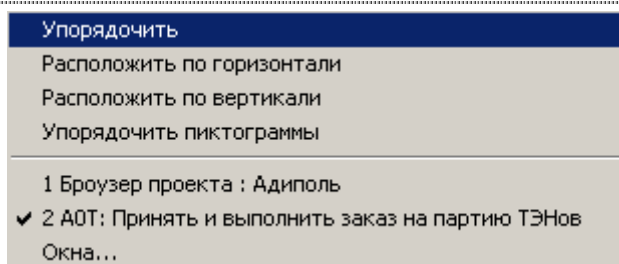 Упорядочить
Расположить по горизонтали
Расположить по вертикали
Упорядочить пиктограммы
1 Броузер проекта : Адиполь
✔ 2 A0T: Принять и выполнить заказ на партию ТЭНов
Окна...